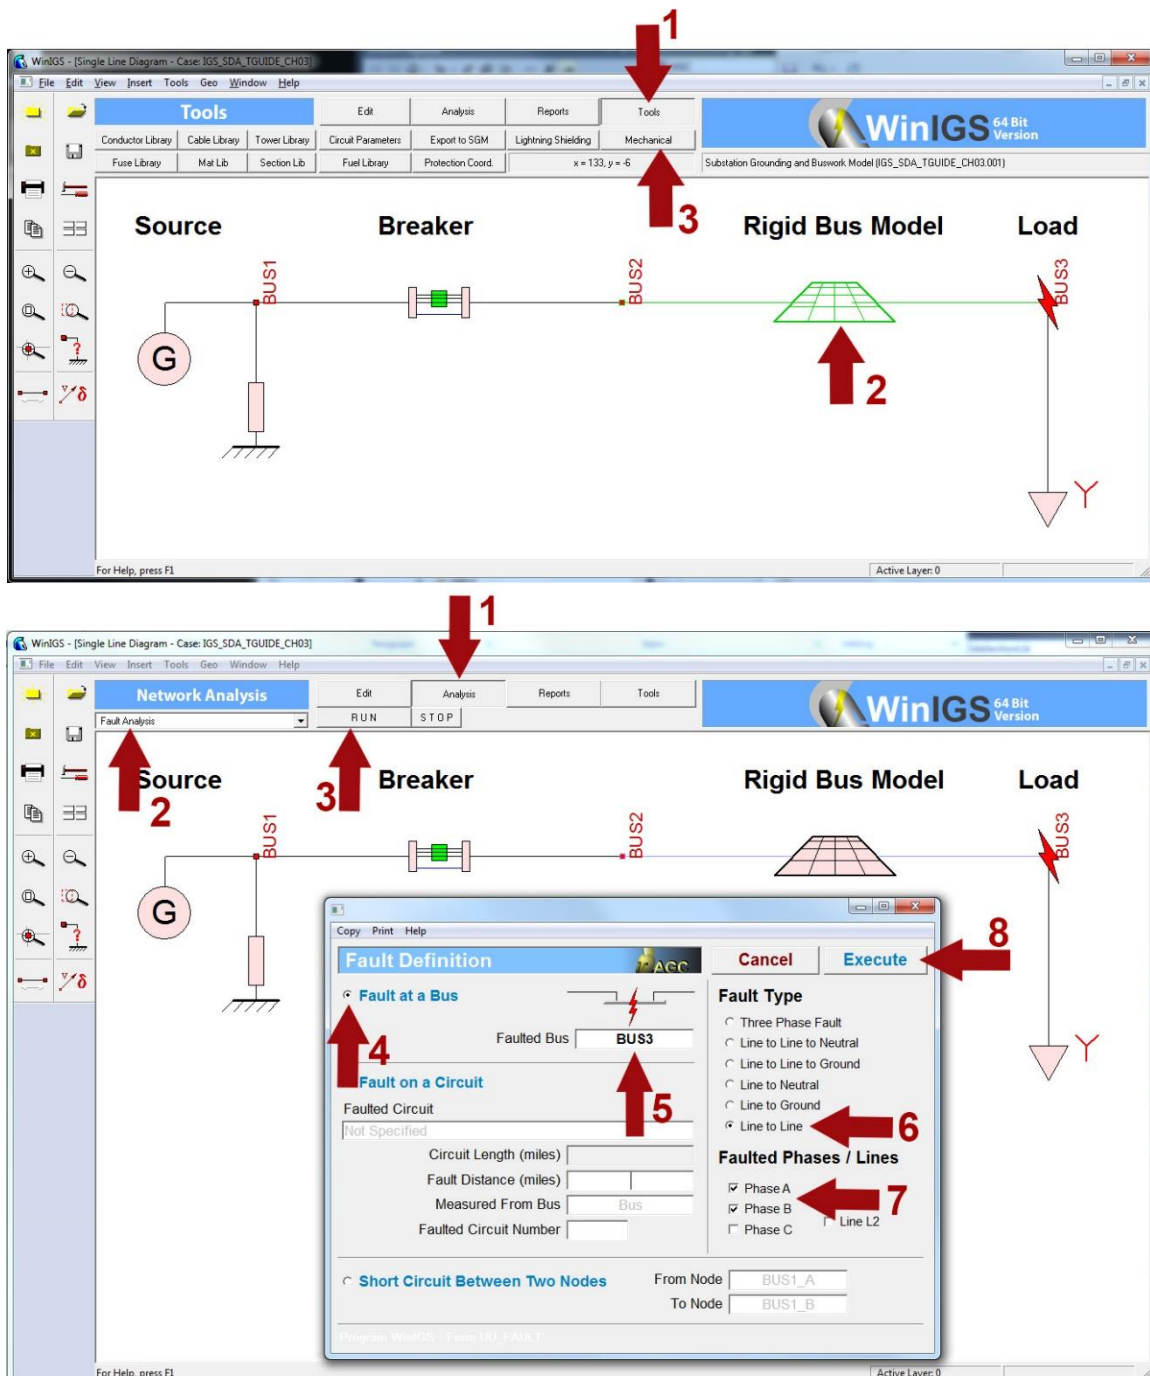 1
WinIGS - [Single Line Diagram - Case: IGS_SDA_TGUIDE_CH03]
File Edit View Insert Tools Geo Window Help
Tools
Edit Analysis Reports Tools
WinIGS 64 Bit Version
Conductor Library Cable Library Tower Library Circuit Parameters Export to SGM Lightning Shielding Mechanical
Fuse Library Mat Lib Section Lib Fuel Library Protection Coord. x = 133, y = -6 Substation Grounding and Buswork Model (IGS_SDA_TGUIDE_CH03.001)
3
Source Breaker Rigid Bus Model Load
BUS1 BUS2 BUS3
G
2
Y
For Help, press F1 Active Layer: 0
1
WinIGS - [Single Line Diagram - Case: IGS_SDA_TGUIDE_CH03]
File Edit View Insert Tools Geo Window Help
Network Analysis
Edit Analysis Reports Tools
WinIGS 64 Bit Version
Fault Analysis RUN STOP
Source Breaker Rigid Bus Model Load
2 3
BUS1 BUS2 BUS3
G
Y
Copy Print Help
Fault Definition AGC Cancel Execute
8
Fault at a Bus
4
Faulted Bus BUS3
5
Fault on a Circuit
Faulted Circuit
Not Specified
Circuit Length (miles)
Fault Distance (miles)
Measured From Bus Bus
Faulted Circuit Number
Fault Type
Three Phase Fault
Line to Line to Neutral
Line to Line to Ground
Line to Neutral
Line to Ground
Line to Line
6
Faulted Phases / Lines
Phase A
Phase B
7
Phase C Line L2
Short Circuit Between Two Nodes From Node BUS1_A
To Node BUS1_B
Program WinIGS - Form UU_FAULT
For Help, press F1 Active Layer: 0